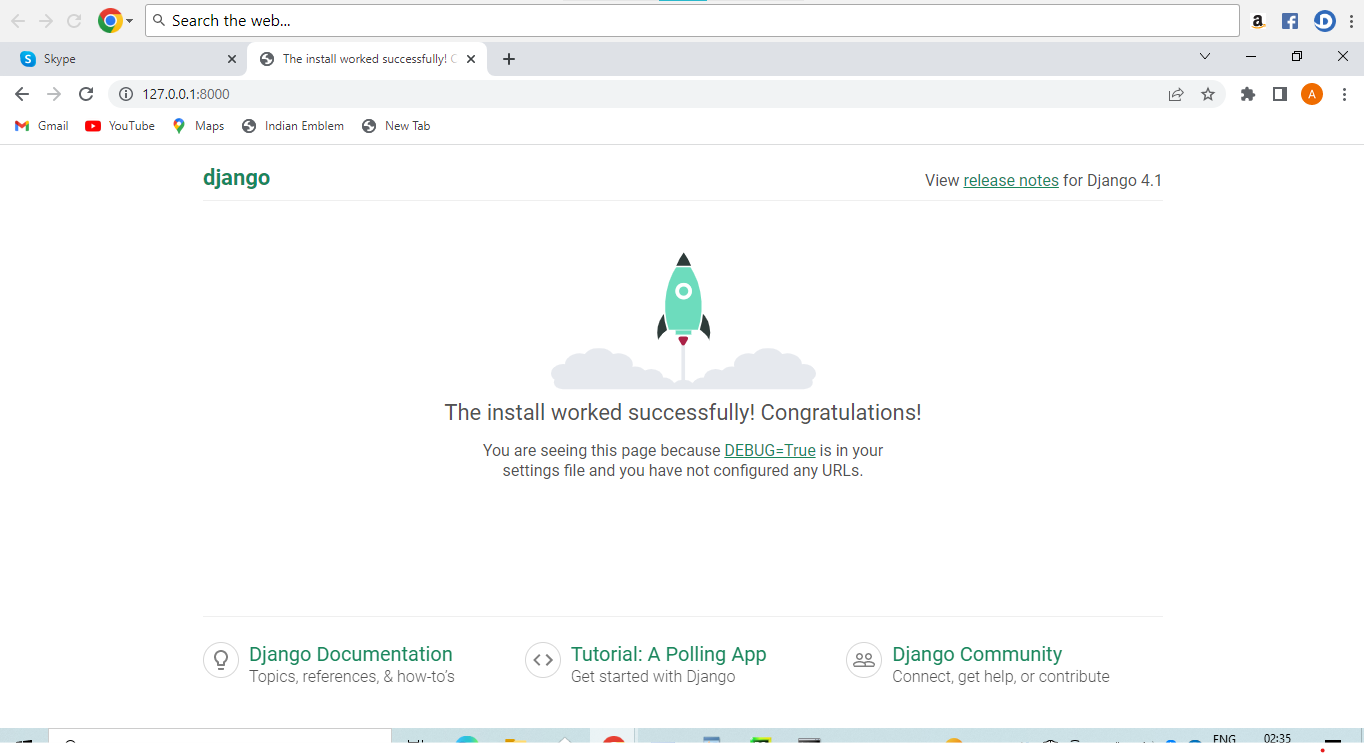 Search the web...
a
S Skype
The install worked successfully! C
127.0.0.1:8000
A
Gmail
YouTube
Maps
Indian Emblem
New Tab
django
View release notes for Django 4.1
The install worked successfully! Congratulations!
You are seeing this page because DEBUG=True is in your
settings file and you have not configured any URLs.
Django Documentation
Topics, references, & how-to’s
Tutorial: A Polling App
Get started with Django
Django Community
Connect, get help, or contribute
ENG
02:35